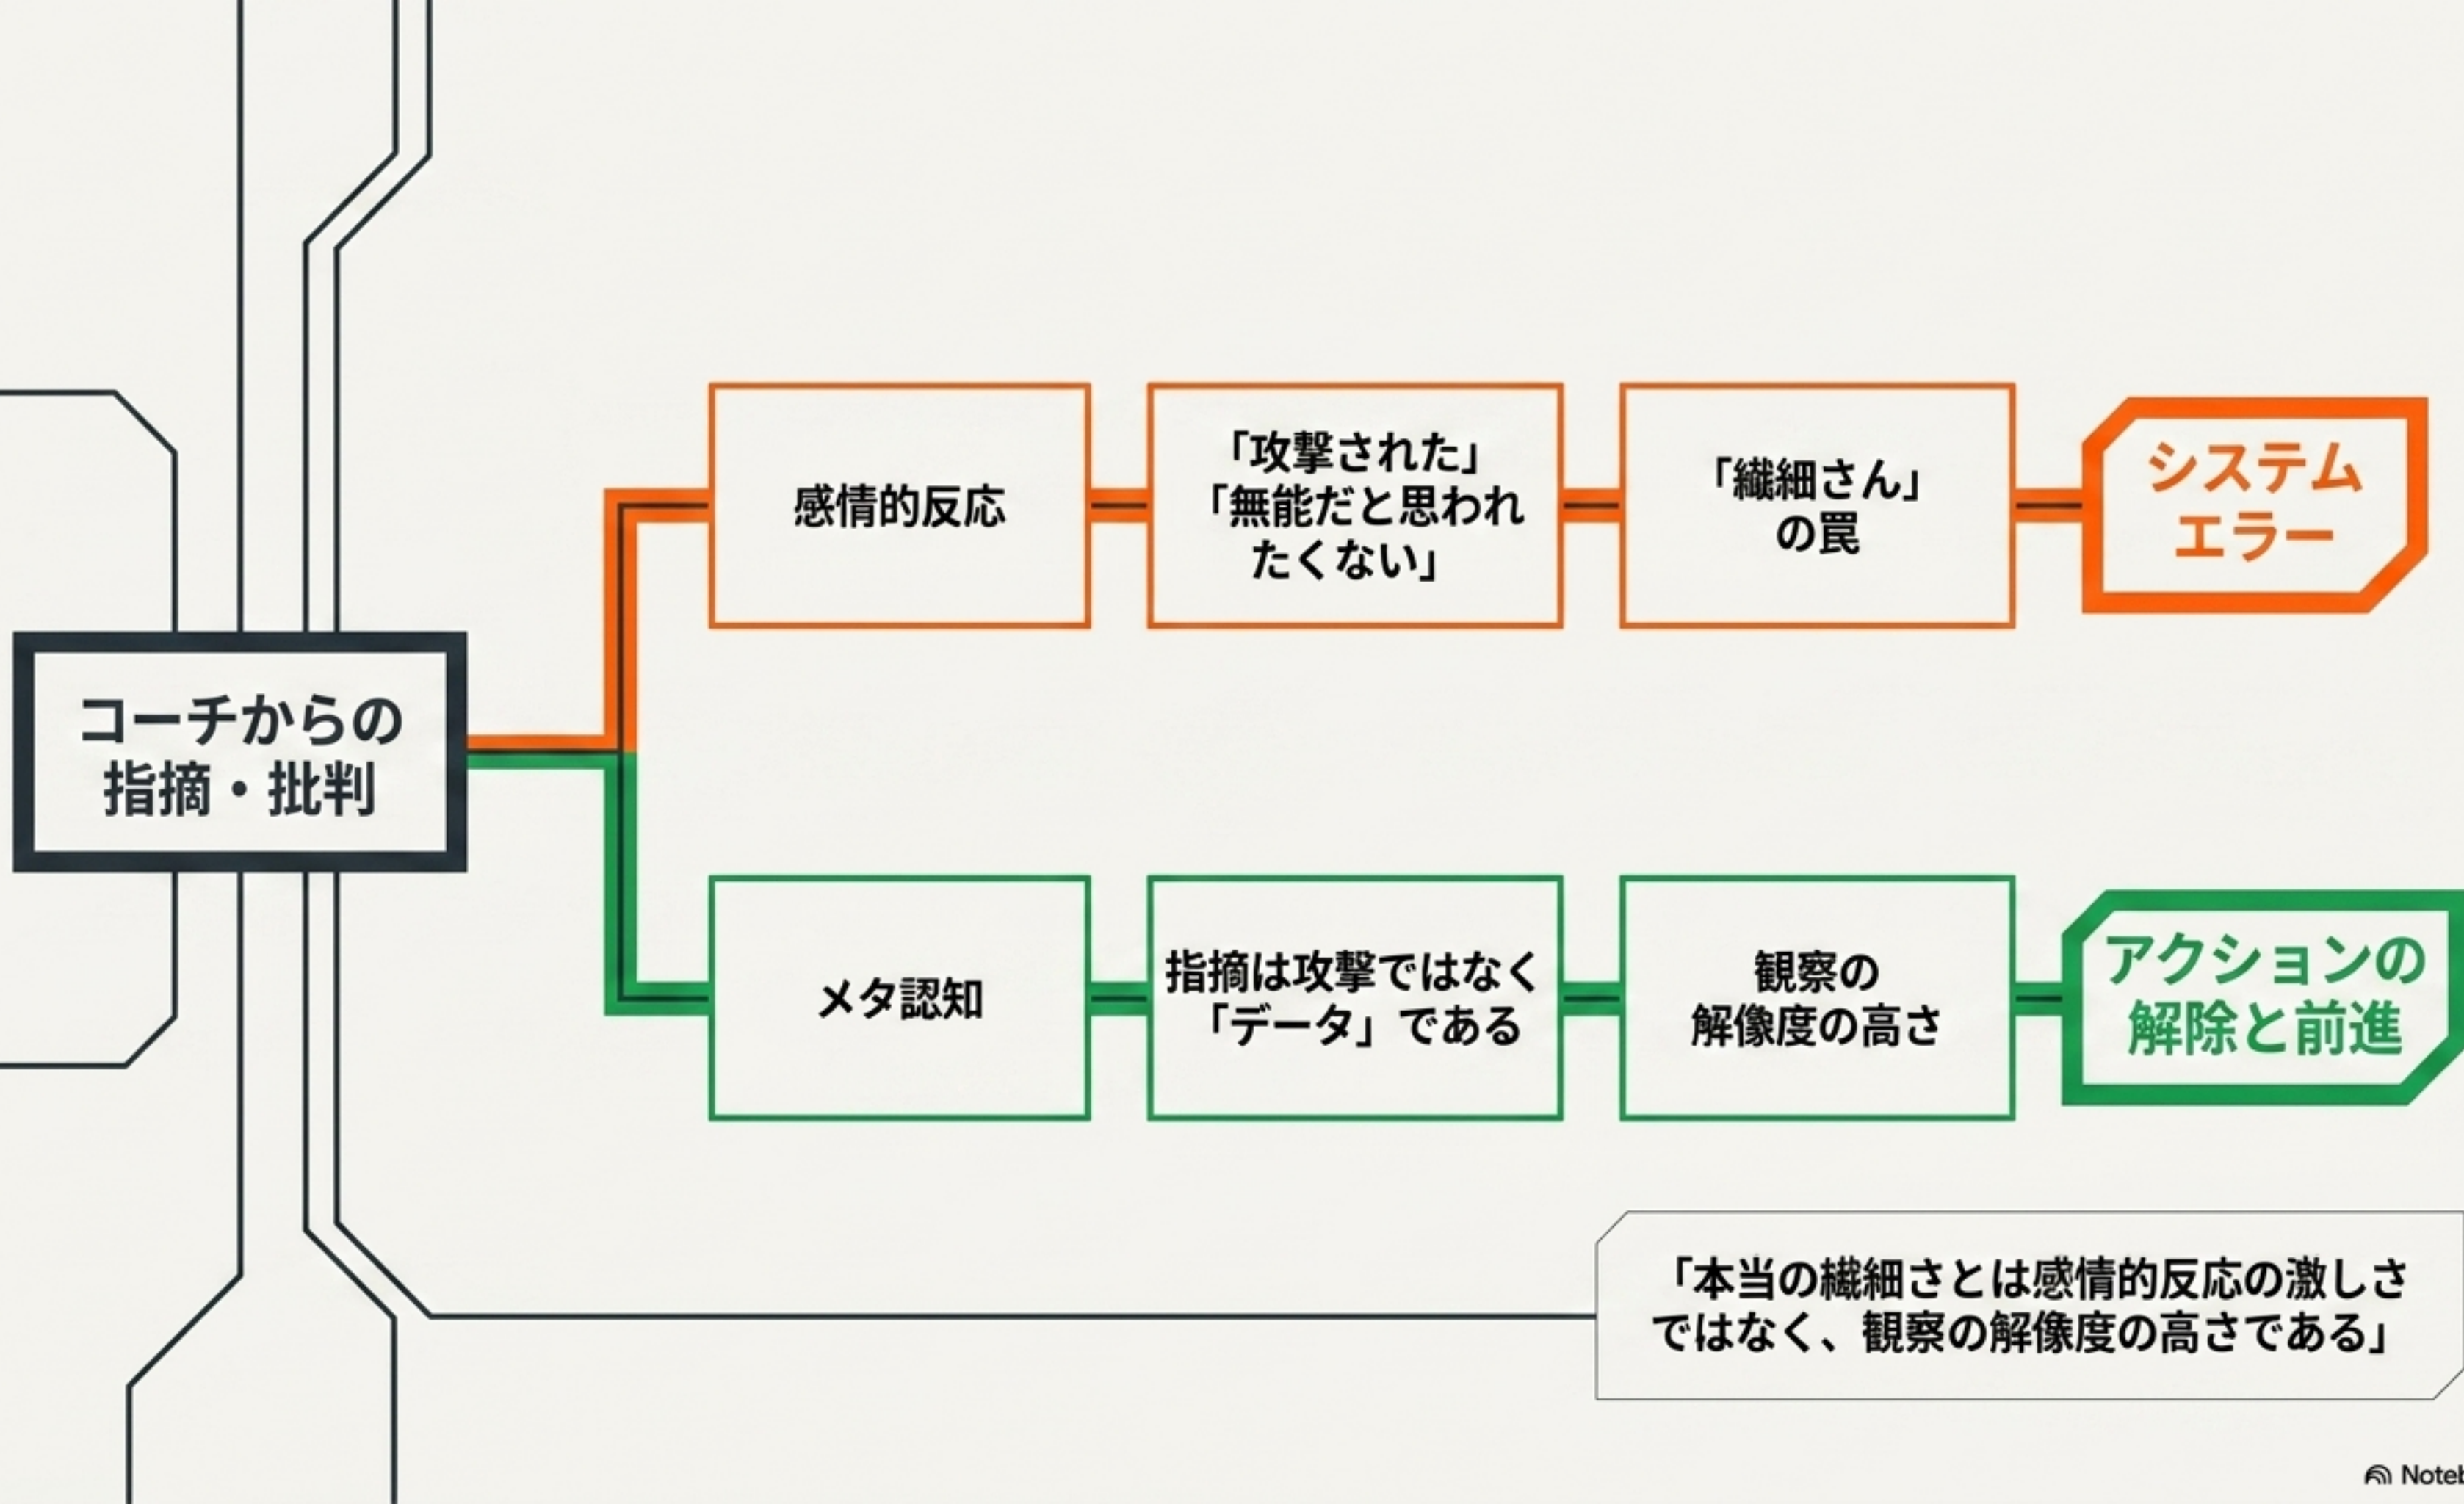 コーチからの
指摘・批判
感情的反応
「攻撃された」
「無能だと思われ
たくない」
「繊細さん」
の罠
システム
エラー
メタ認知
指摘は攻撃ではなく
「データ」である
観察の
解像度の高さ
アクションの
解除と前進
「本当の繊細さとは感情的反応の激しさ
ではなく、観察の解像度の高さである」